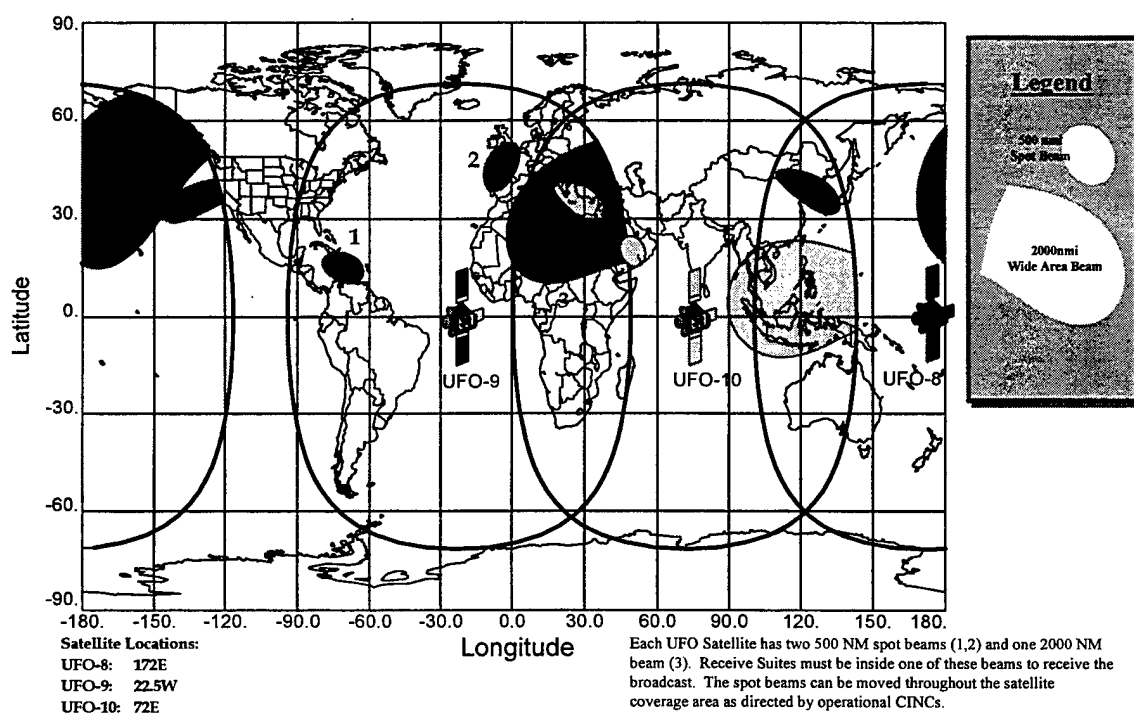 90.
60.
30.
0.
-30.
-60.
-90.
Latitude
-180.
-150.
-120.
-90.0
-60.0
-30.0
0.0
30.0
60.0
90.0
120.0
150.0
180.
Longitude
1
2
3
UFO-9
UFO-10
UFO-8
Legend
500 nmi
Spot Beam
2000nmi
Wide Area Beam
Satellite Locations:
UFO-8: 172E
UFO-9: 22.5W
UFO-10: 72E
Each UFO Satellite has two 500 NM spot beams (1,2) and one 2000 NM
beam (3). Receive Suites must be inside one of these beams to receive the
broadcast. The spot beams can be moved throughout the satellite
coverage area as directed by operational CINCs.